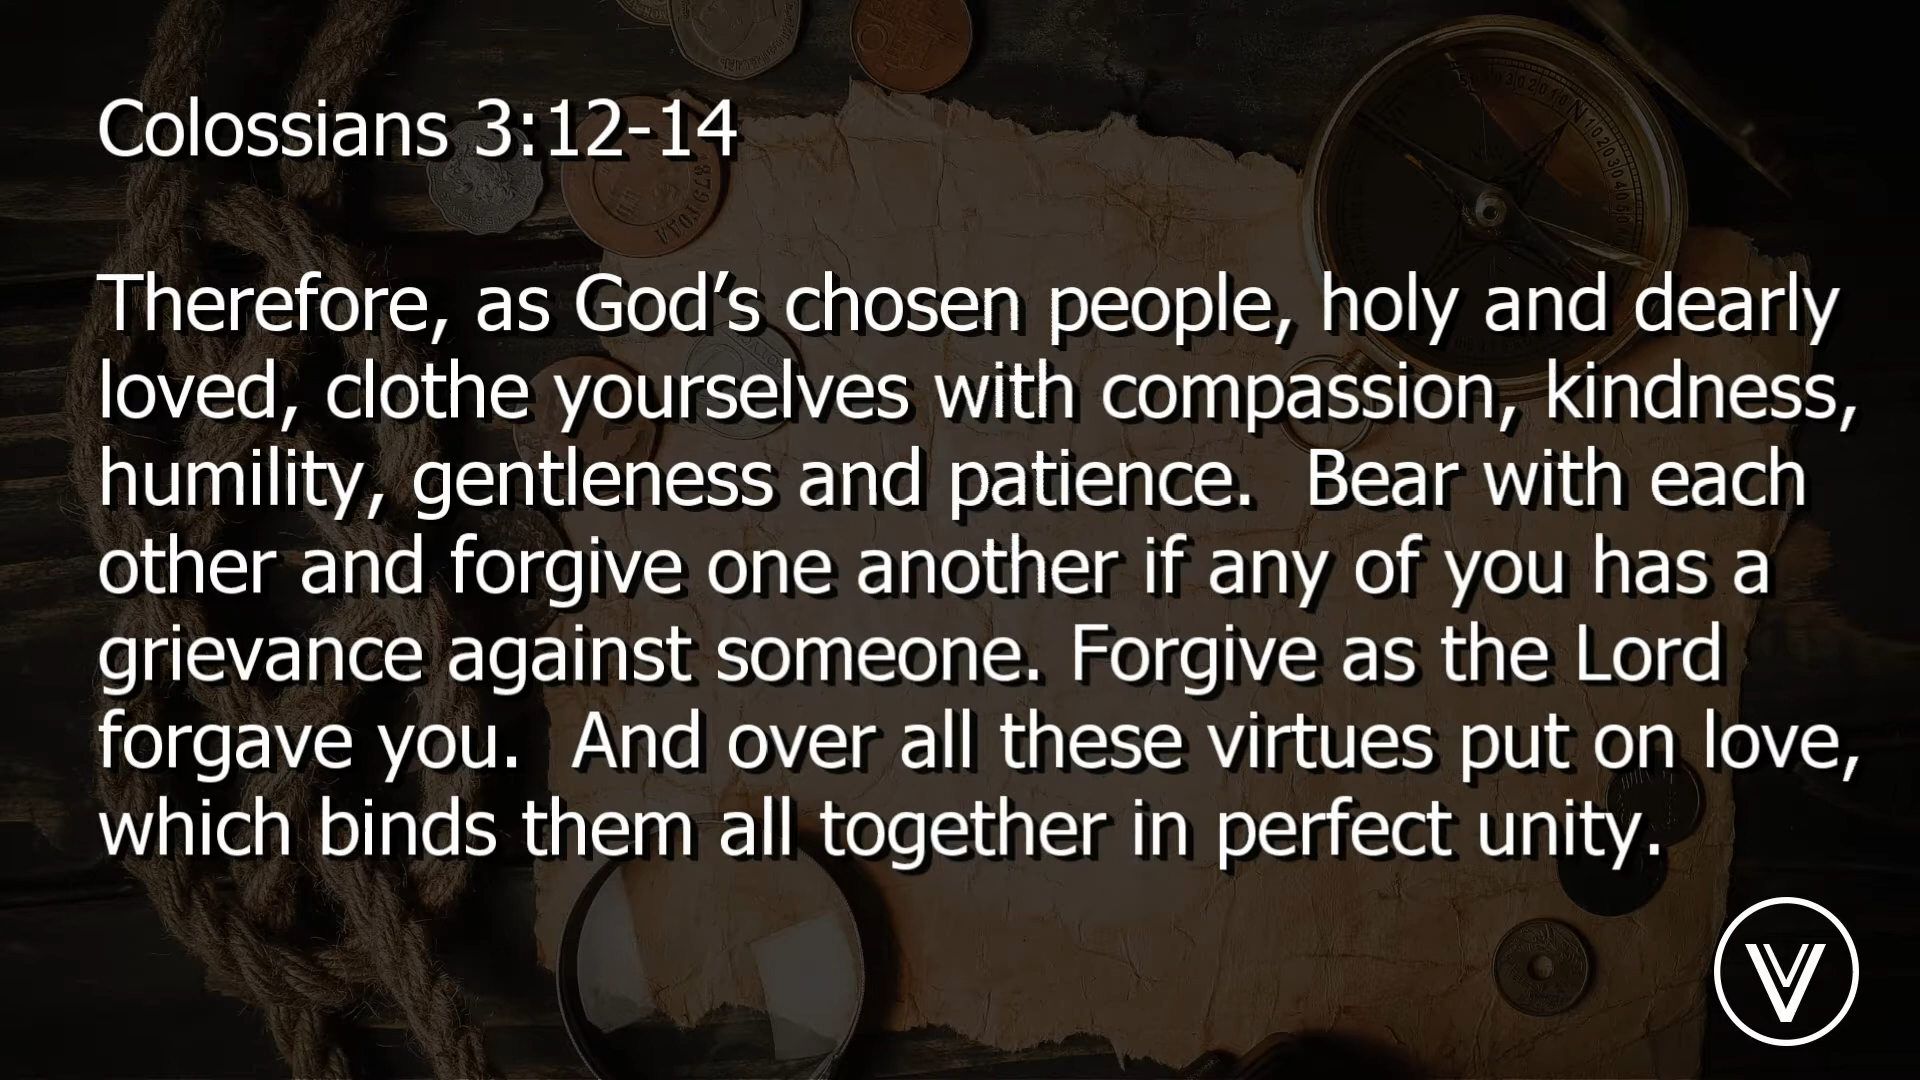 Colossians 3:12-14
Therefore, as God’s chosen people, holy and dearly
loved, clothe yourselves with compassion, kindness,
humility, gentleness and patience.  Bear with each
other and forgive one another if any of you has a
grievance against someone. Forgive as the Lord
forgave you.  And over all these virtues put on love,
which binds them all together in perfect unity.